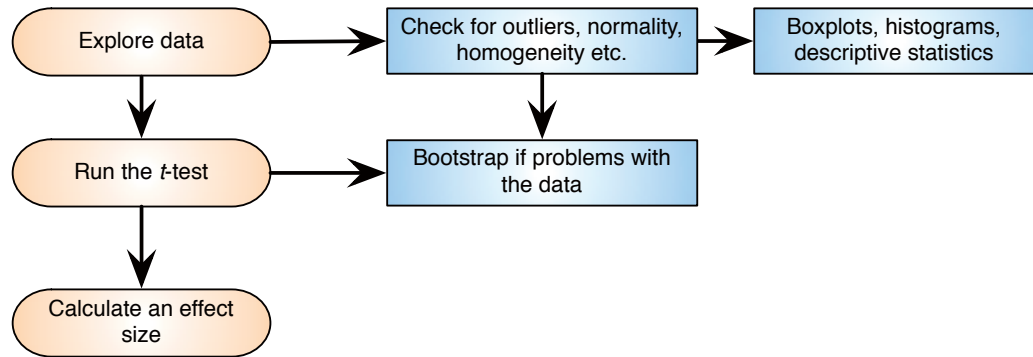 Explore data
Check for outliers, normality,
homogeneity etc.
Boxplots, histograms,
descriptive statistics
Run the t-test
Bootstrap if problems with
the data
Calculate an effect
size